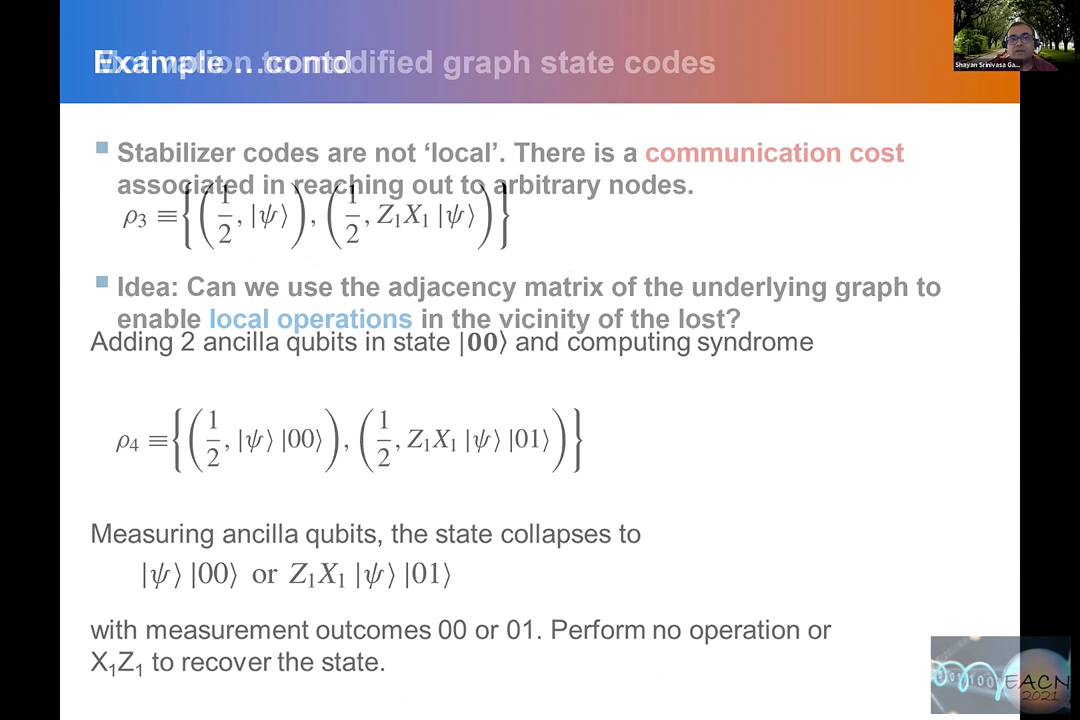 Example …contd
Motivation to modified graph state codes
Shayan Srinivasa Ga...
Stabilizer codes are not ‘local’. There is a communication cost
associated in reaching out to arbitrary nodes.
ρ₃ ≡ {(1/2, |ψ⟩), (1/2, Z₁X₁ |ψ⟩)}
Idea: Can we use the adjacency matrix of the underlying graph to
enable local operations in the vicinity of the lost?
Adding 2 ancilla qubits in state |00⟩ and computing syndrome
ρ₄ ≡ {(1/2, |ψ⟩ |00⟩), (1/2, Z₁X₁ |ψ⟩ |01⟩)}
Measuring ancilla qubits, the state collapses to
|ψ⟩ |00⟩ or Z₁X₁ |ψ⟩ |01⟩
with measurement outcomes 00 or 01. Perform no operation or
X₁Z₁ to recover the state.
EACN
2021